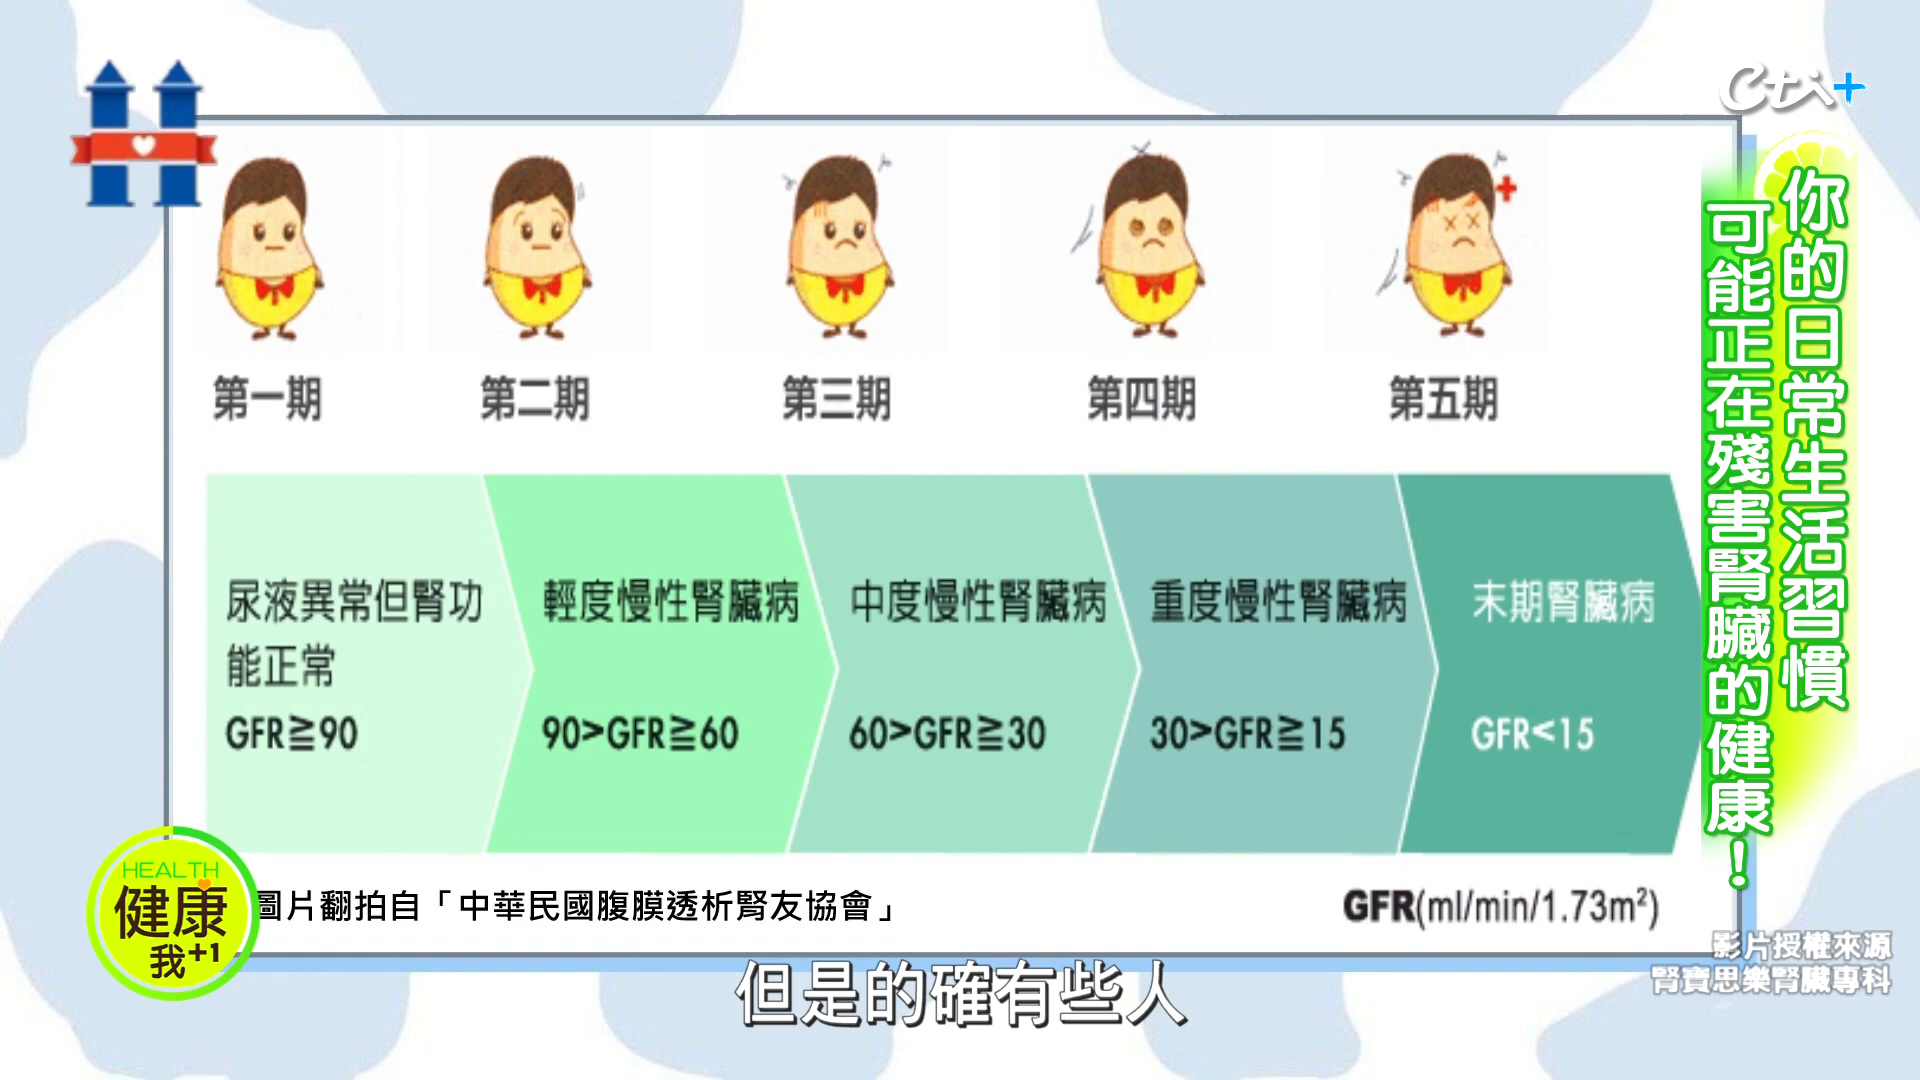 Cti+
你的日常生活習慣
可能正在殘害腎臟的健康！
第一期
第二期
第三期
第四期
第五期
尿液異常但腎功
能正常
GFR≧90
輕度慢性腎臟病
90>GFR≧60
中度慢性腎臟病
60>GFR≧30
重度慢性腎臟病
30>GFR≧15
末期腎臟病
GFR<15
HEALTH
健康
我+1
圖片翻拍自「中華民國腹膜透析腎友協會」
GFR(ml/min/1.73m²)
影片授權來源
腎寶思樂腎臟專科
但是的確有些人